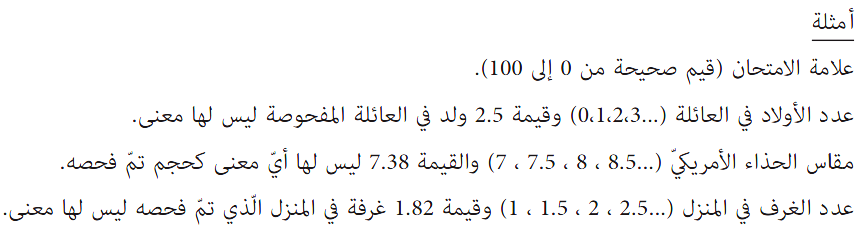 أمثلة
علامة الامتحان (قيم صحيحة من 0 إلى 100).
عدد الأولاد في العائلة (0،1،2،3...) وقيمة 2.5 ولد في العائلة المفحوصة ليس لها معنى.
مقاس الحذاء الأمريكيّ (7 ، 7.5 ، 8 ، 8.5...) والقيمة 7.38 ليس لها أيّ معنى كحجم تمّ فحصه.
عدد الغرف في المنزل (1 ، 1.5 ، 2 ، 2.5...) وقيمة 1.82 غرفة في المنزل الّذي تمّ فحصه ليس لها معنى.